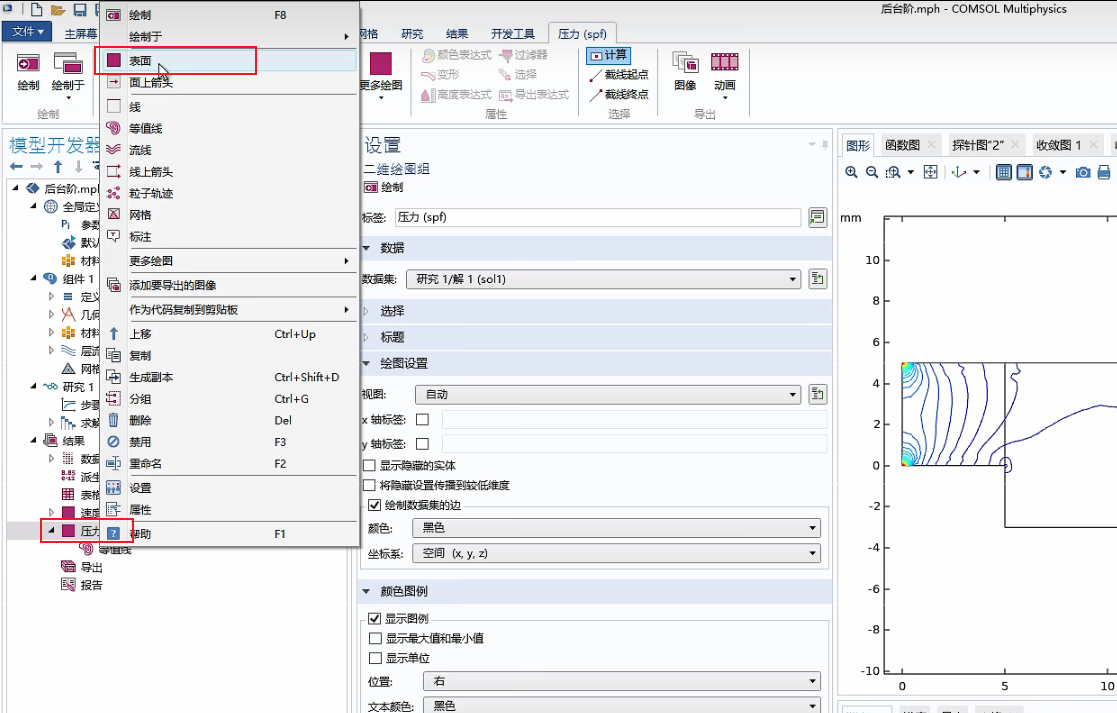 后台阶.mph - COMSOL Multiphysics
文件 主屏幕 网格 研究 结果 开发工具 压力 (spf)
绘制 F8
绘制于
表面
面上箭头
线
等值线
流线
线上箭头
粒子轨迹
网格
标注
更多绘图
添加要导出的图像
作为代码复制到剪贴板
上移 Ctrl+Up
复制
生成副本 Ctrl+Shift+D
分组 Ctrl+G
删除 Del
禁用 F3
重命名 F2
设置
属性
帮助 F1
绘制 绘制于
绘制
更多绘图
颜色表达式 过滤器
变形 选择
高度表达式 导出表达式
属性
计算
截线起点
截线终点
选择
图像 动画
导出
模型开发器
后台阶.mph
全局定义
Pi 参数
默认
材料
组件 1
定义
几何
材料
层流
网格
研究 1
步骤
求解
结果
数据
8.85
e-12
派生
表格
速度
压力
等值线
导出
报告
设置
二维绘图组
绘制
标签: 压力 (spf)
数据
数据集: 研究 1/解 1 (sol1)
选择
标题
绘图设置
视图: 自动
x 轴标签:
y 轴标签:
显示隐藏的实体
将隐藏设置传播到较低维度
绘制数据集的边
颜色: 黑色
坐标系: 空间 (x, y, z)
颜色图例
显示图例
显示最大值和最小值
显示单位
位置: 右
文本颜色: 黑色
图形 函数图 探针图“2” 收敛图 1
mm
10
8
6
4
2
0
-2
-4
-6
-8
-10
0 5 10